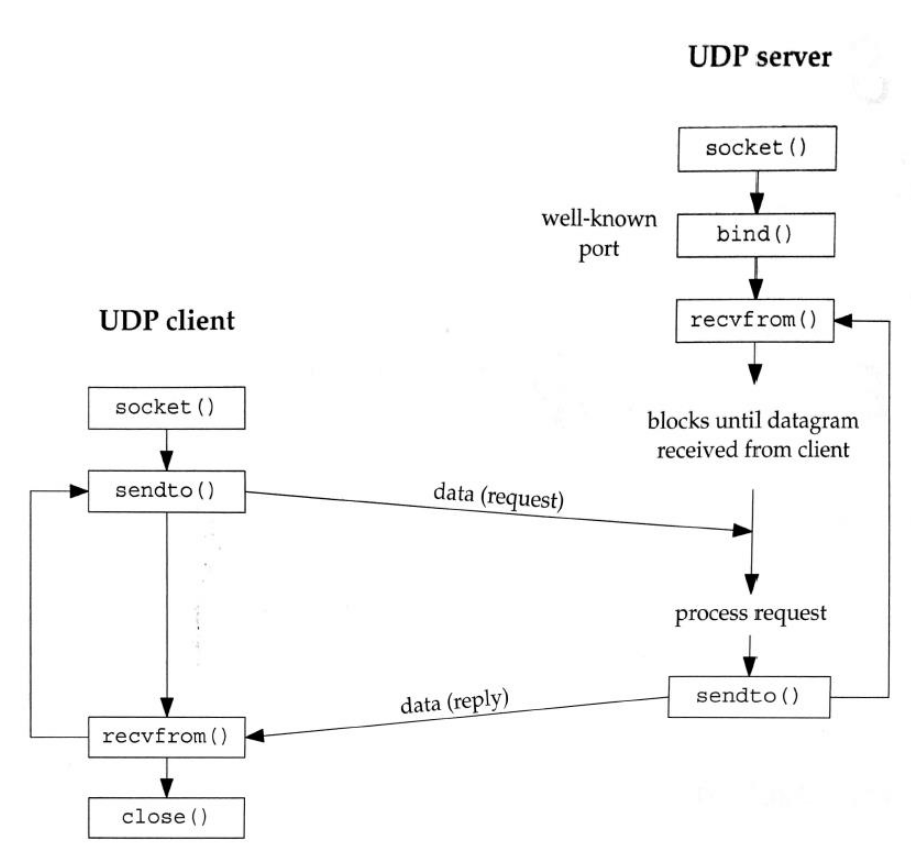 UDP server
socket()
well-known
port
bind()
recvfrom()
UDP client
socket()
blocks until datagram
received from client
sendto()
data (request)
process request
data (reply)
sendto()
recvfrom()
close()